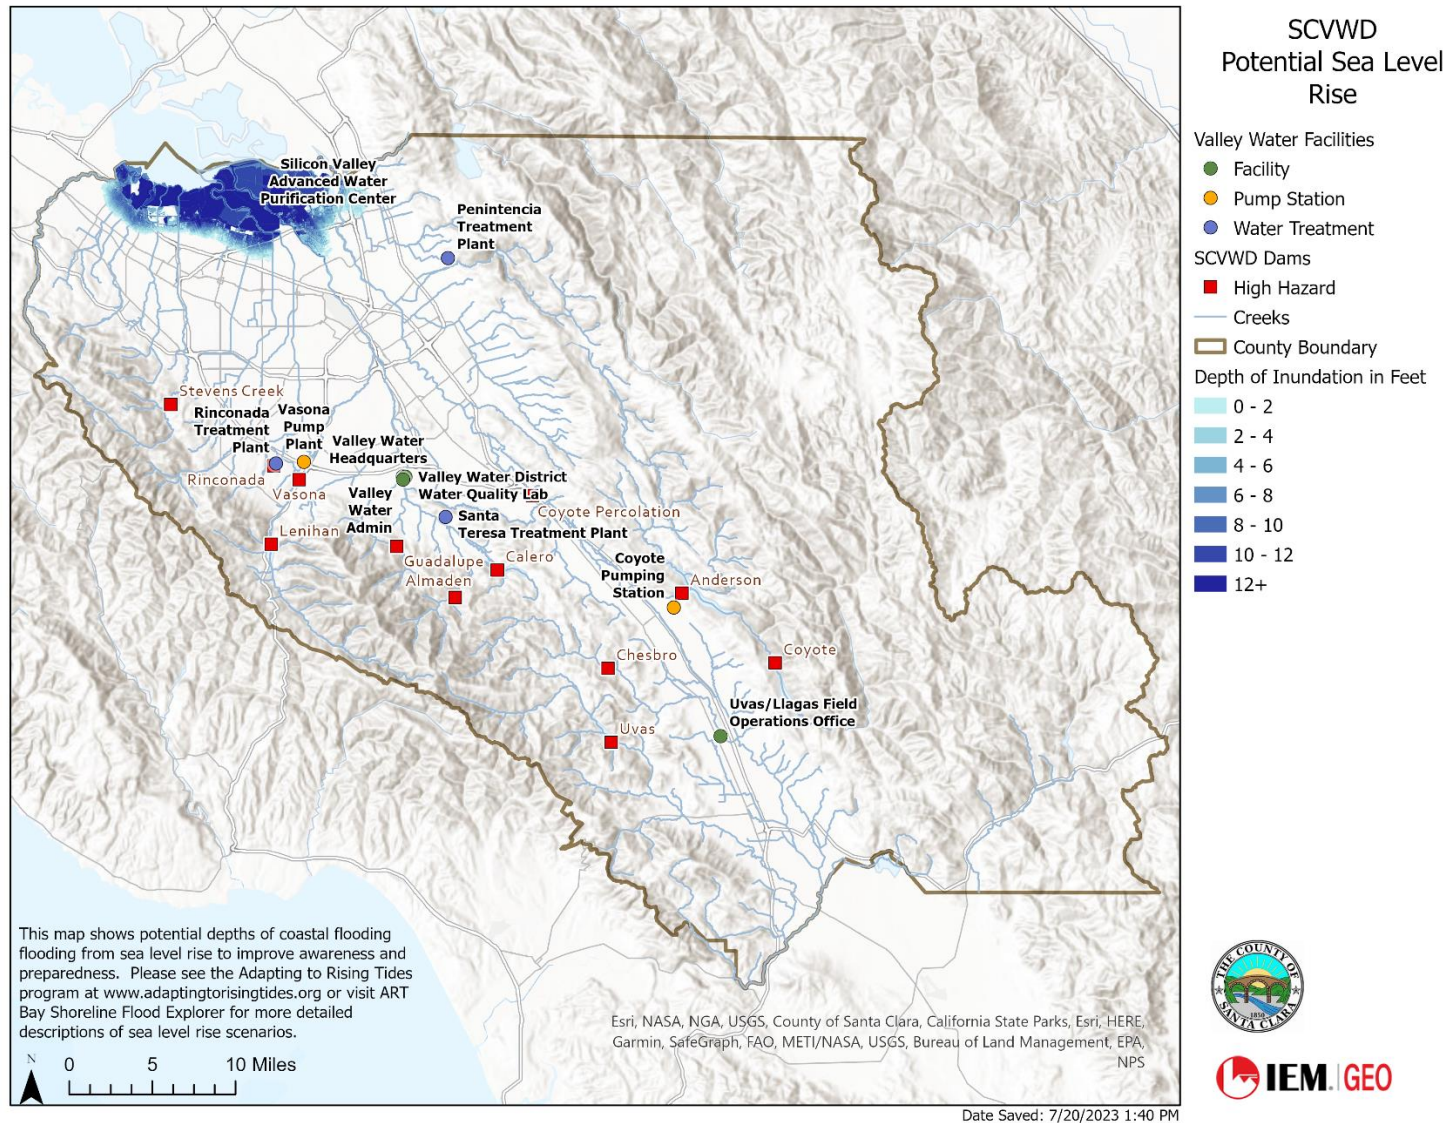 SCVWD
Potential Sea Level
Rise
Valley Water Facilities
Facility
Pump Station
Water Treatment
SCVWD Dams
High Hazard
Creeks
County Boundary
Depth of Inundation in Feet
0 - 2
2 - 4
4 - 6
6 - 8
8 - 10
10 - 12
12+
Silicon Valley
Advanced Water
Purification Center
Penintencia
Treatment
Plant
Stevens Creek
Rinconada
Treatment
Plant
Vasona
Pump
Plant
Valley Water
Headquarters
Rinconada
Vasona
Valley Water District
Water Quality Lab
Valley
Water
Admin
Coyote Percolation
Santa
Teresa Treatment Plant
Lenihan
Guadalupe
Almaden
Calero
Coyote
Pumping
Station
Anderson
Chesbro
Coyote
Uvas/Llagas Field
Operations Office
Uvas
This map shows potential depths of coastal flooding
flooding from sea level rise to improve awareness and
preparedness. Please see the Adapting to Rising Tides
program at www.adaptingtorisingtides.org or visit ART
Bay Shoreline Flood Explorer for more detailed
descriptions of sea level rise scenarios.
N
0 5 10 Miles
Esri, NASA, NGA, USGS, County of Santa Clara, California State Parks, Esri, HERE,
Garmin, SafeGraph, FAO, METI/NASA, USGS, Bureau of Land Management, EPA,
NPS
THE COUNTY OF
SANTA CLARA
1850
IEM GEO
Date Saved: 7/20/2023 1:40 PM